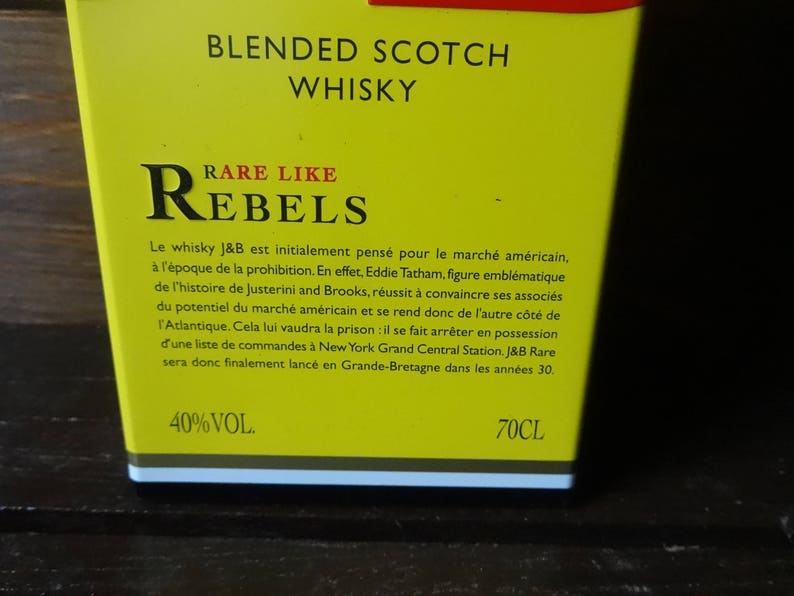 BLENDED SCOTCH
WHISKY
RARE LIKE
REBELS
Le whisky J&B est initialement pensé pour le marché américain,
à l'époque de la prohibition. En effet, Eddie Tatham, figure emblématique
de l'histoire de Justerini and Brooks, réussit à convaincre ses associés
du potentiel du marché américain et se rend donc de l'autre côté de
l'Atlantique. Cela lui vaudra la prison : il se fait arrêter en possession
d'une liste de commandes à New York Grand Central Station. J&B Rare
sera donc finalement lancé en Grande-Bretagne dans les années 30.
40%VOL. 70CL